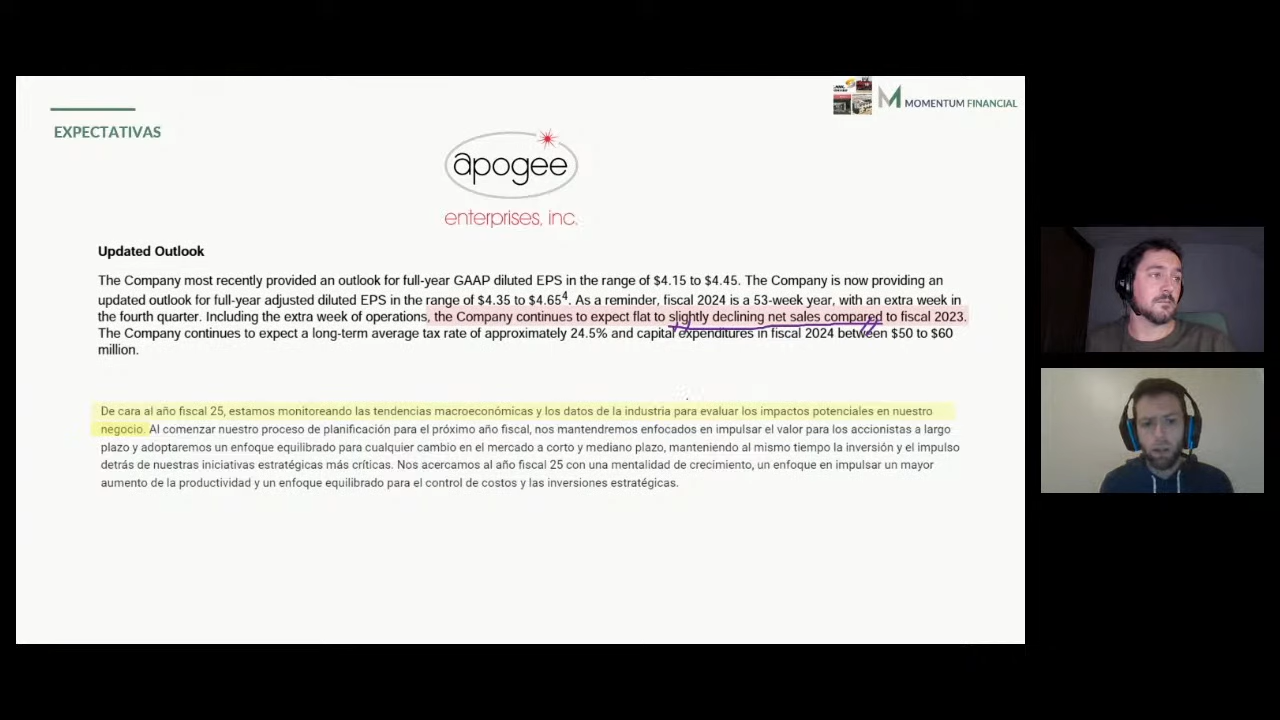 MOMENTUM FINANCIAL
EXPECTATIVAS
apogee
enterprises, inc.
Updated Outlook
The Company most recently provided an outlook for full-year GAAP diluted EPS in the range of $4.15 to $4.45. The Company is now providing an
updated outlook for full-year adjusted diluted EPS in the range of $4.35 to $4.65⁴. As a reminder, fiscal 2024 is a 53-week year, with an extra week in
the fourth quarter. Including the extra week of operations, the Company continues to expect flat to slightly declining net sales compared to fiscal 2023.
The Company continues to expect a long-term average tax rate of approximately 24.5% and capital expenditures in fiscal 2024 between $50 to $60
million.
De cara al año fiscal 25, estamos monitoreando las tendencias macroeconómicas y los datos de la industria para evaluar los impactos potenciales en nuestro
negocio. Al comenzar nuestro proceso de planificación para el próximo año fiscal, nos mantendremos enfocados en impulsar el valor para los accionistas a largo
plazo y adoptaremos un enfoque equilibrado para cualquier cambio en el mercado a corto y mediano plazo, manteniendo al mismo tiempo la inversión y el impulso
detrás de nuestras iniciativas estratégicas más críticas. Nos acercamos al año fiscal 25 con una mentalidad de crecimiento, un enfoque en impulsar un mayor
aumento de la productividad y un enfoque equilibrado para el control de costos y las inversiones estratégicas.